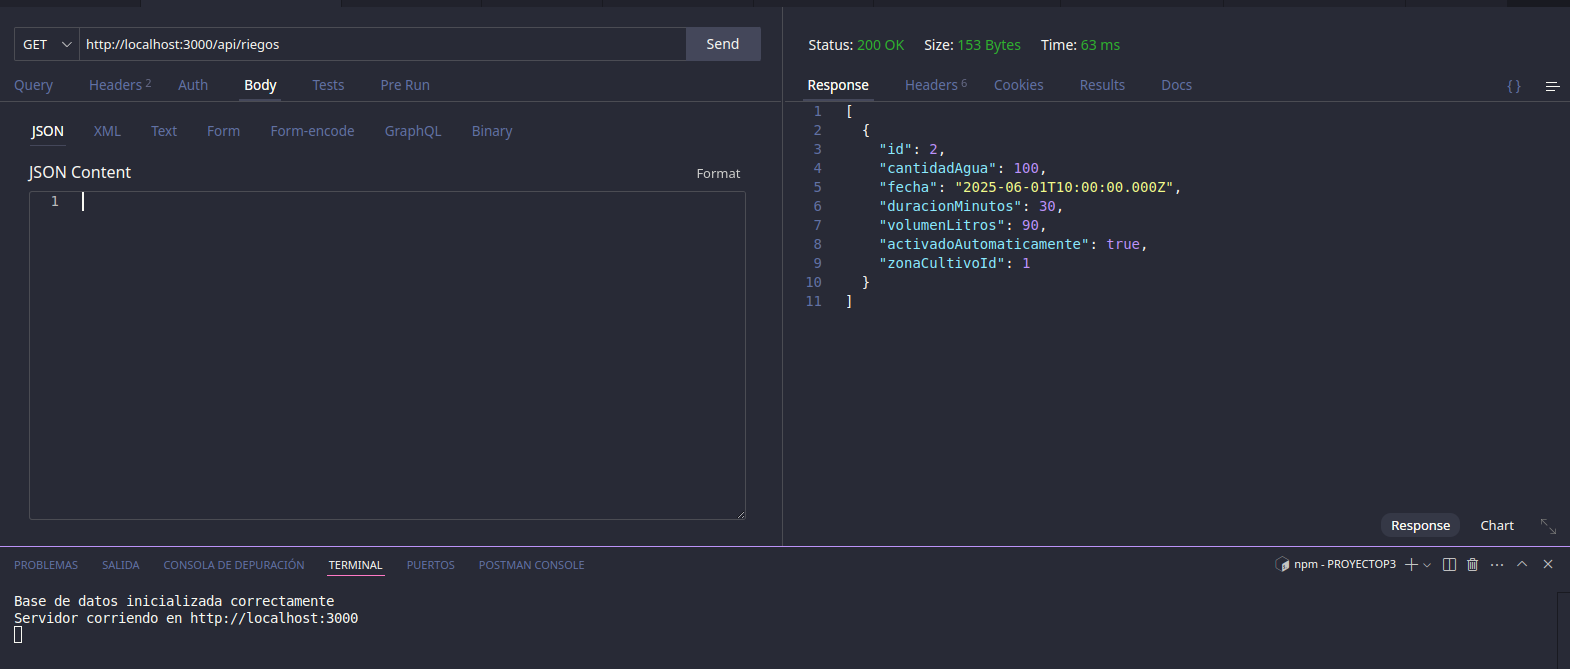 GET http://localhost:3000/api/riegos Send
Query Headers 2 Auth Body Tests Pre Run
JSON XML Text Form Form-encode GraphQL Binary
JSON Content Format
1
Status: 200 OK Size: 153 Bytes Time: 63 ms
Response Headers 6 Cookies Results Docs { }
1 [
2 {
3 "id": 2,
4 "cantidadAgua": 100,
5 "fecha": "2025-06-01T10:00:00.000Z",
6 "duracionMinutos": 30,
7 "volumenLitros": 90,
8 "activadoAutomaticamente": true,
9 "zonaCultivoId": 1
10 }
11 ]
Response Chart
PROBLEMAS SALIDA CONSOLA DE DEPURACIÓN TERMINAL PUERTOS POSTMAN CONSOLE npm - PROYECTOP3
Base de datos inicializada correctamente
Servidor corriendo en http://localhost:3000